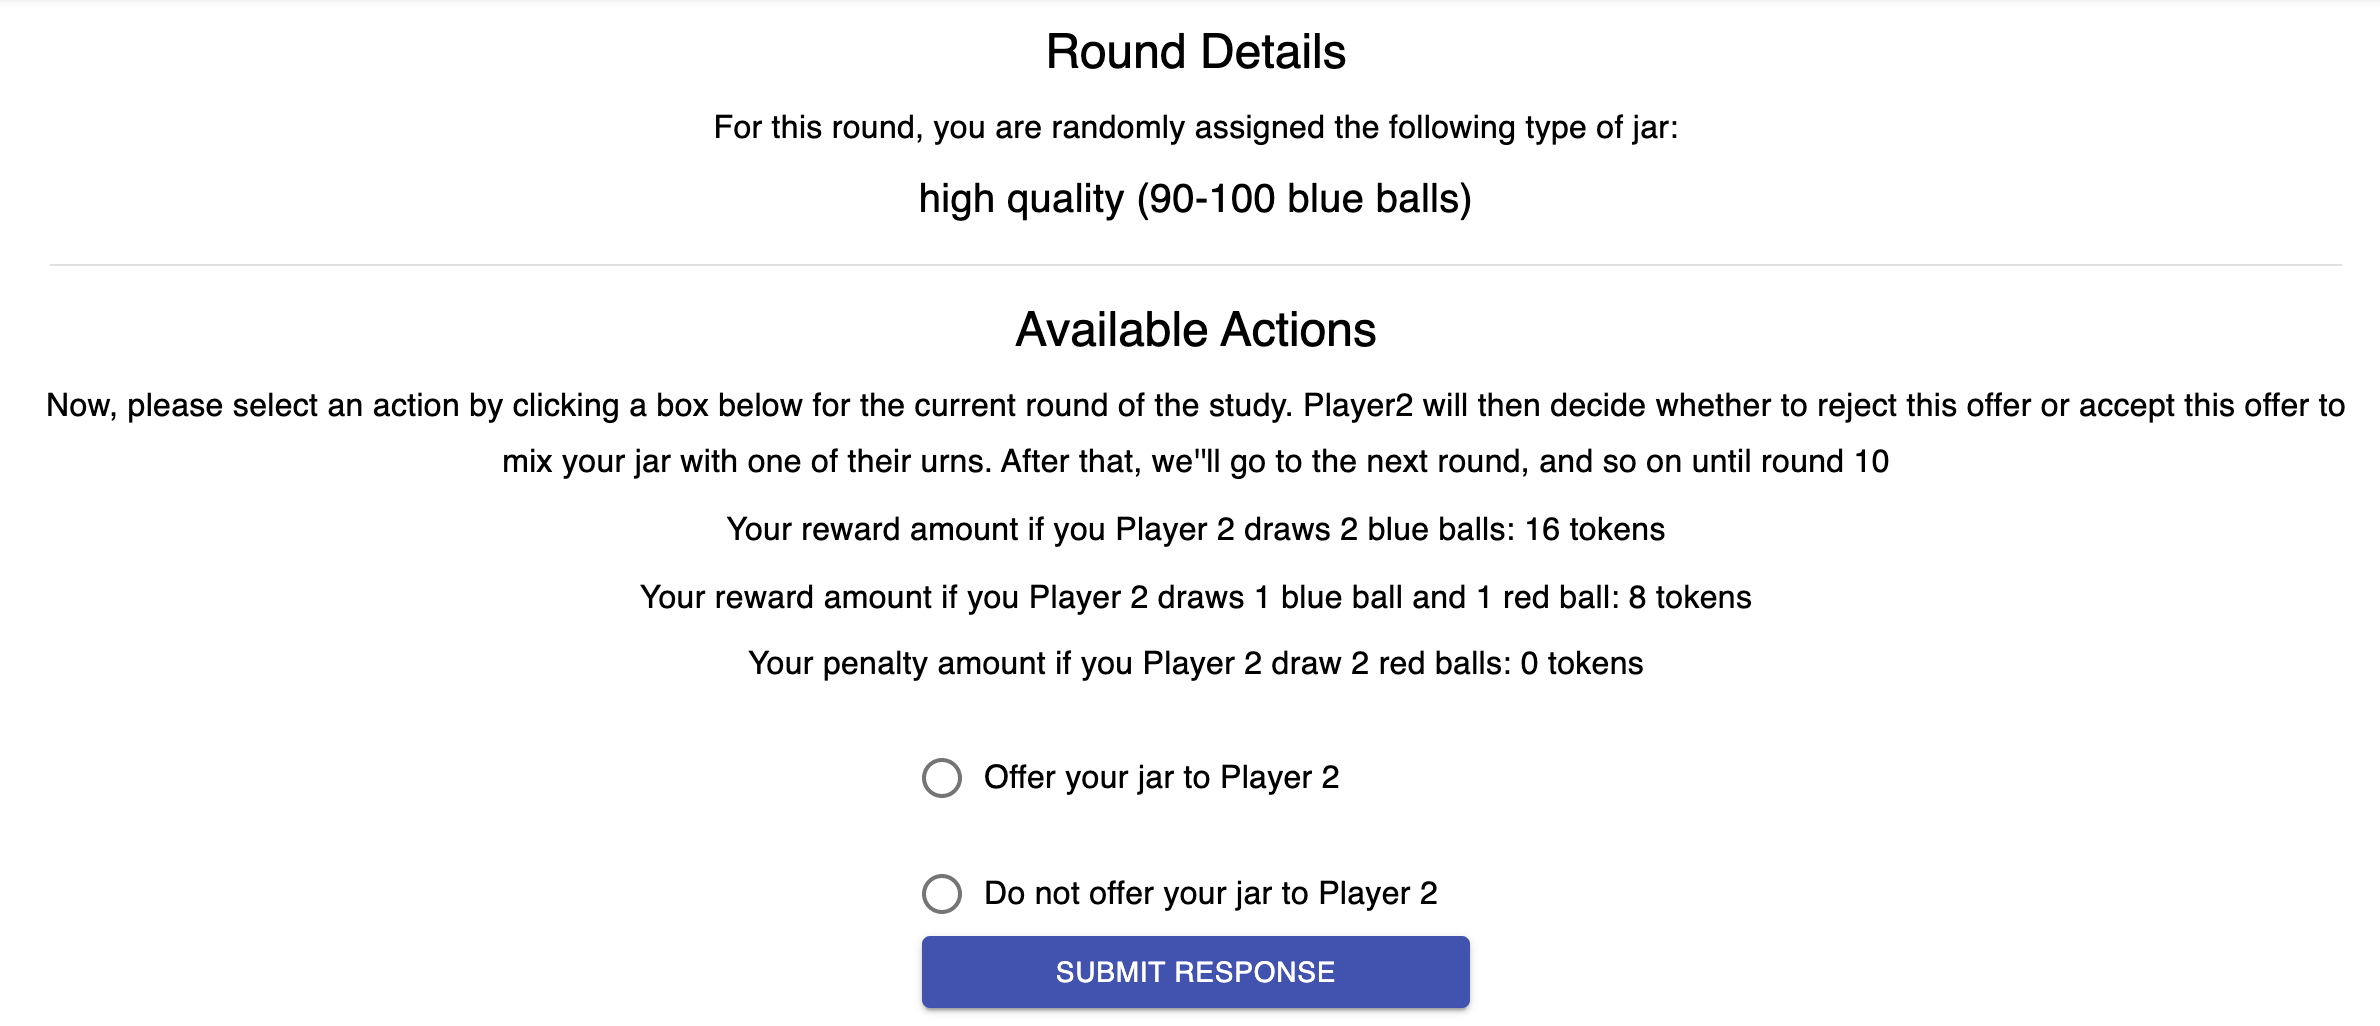 Round Details
For this round, you are randomly assigned the following type of jar:
high quality (90-100 blue balls)
Available Actions
Now, please select an action by clicking a box below for the current round of the study. Player2 will then decide whether to reject this offer or accept this offer to
mix your jar with one of their urns. After that, we"ll go to the next round, and so on until round 10
Your reward amount if you Player 2 draws 2 blue balls: 16 tokens
Your reward amount if you Player 2 draws 1 blue ball and 1 red ball: 8 tokens
Your penalty amount if you Player 2 draw 2 red balls: 0 tokens
Offer your jar to Player 2
Do not offer your jar to Player 2
SUBMIT RESPONSE